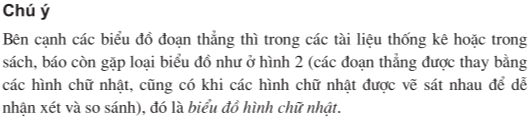 Chú ý
Bên cạnh các biểu đồ đoạn thẳng thì trong các tài liệu thống kê hoặc trong
sách, báo còn gặp loại biểu đồ như ở hình 2 (các đoạn thẳng được thay bằng
các hình chữ nhật, cũng có khi các hình chữ nhật được vẽ sát nhau để dễ
nhận xét và so sánh), đó là biểu đồ hình chữ nhật.